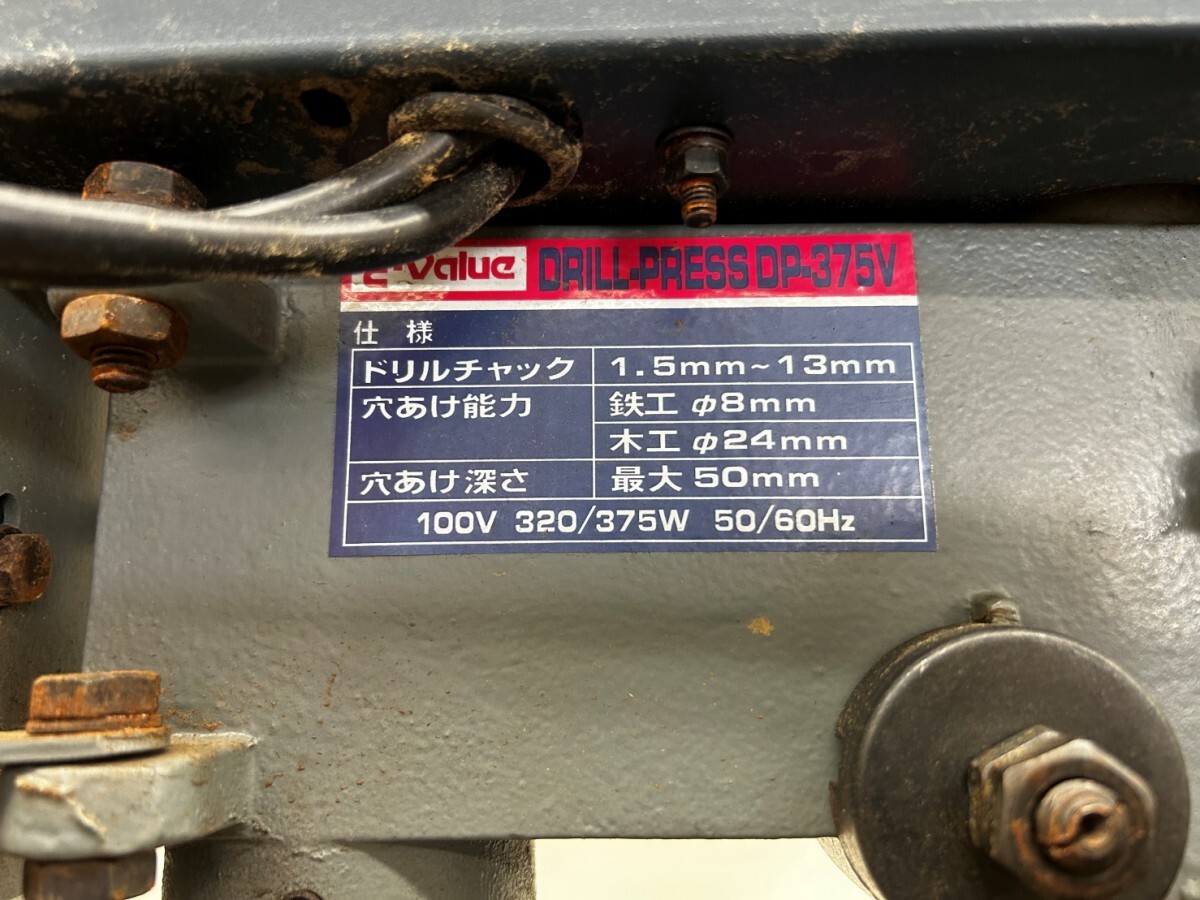 E-Value DRILL-PRESS DP-375V
仕様
ドリルチャック 1.5mm~13mm
穴あけ能力 鉄工 φ8mm
木工 φ24mm
穴あけ深さ 最大 50mm
100V 320/375W 50/60Hz